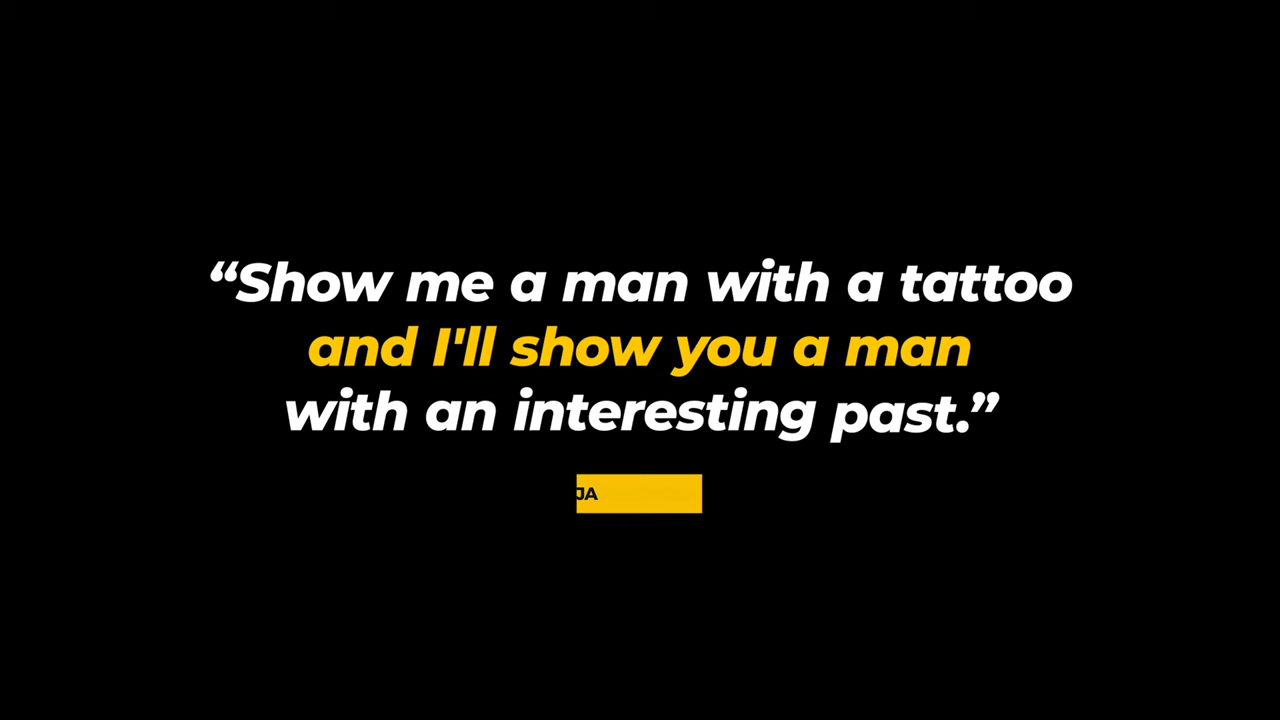 “Show me a man with a tattoo
and I'll show you a man
with an interesting past.”
JA